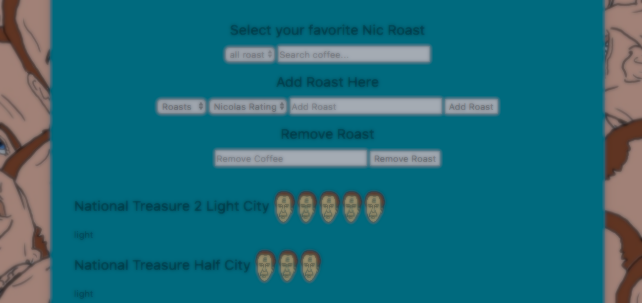 Select your favorite Nic Roast
all roast Search coffee...
Add Roast Here
Roasts Nicolas Rating Add Roast Add Roast
Remove Roast
Remove Coffee Remove Roast
National Treasure 2 Light City
light
National Treasure Half City
light